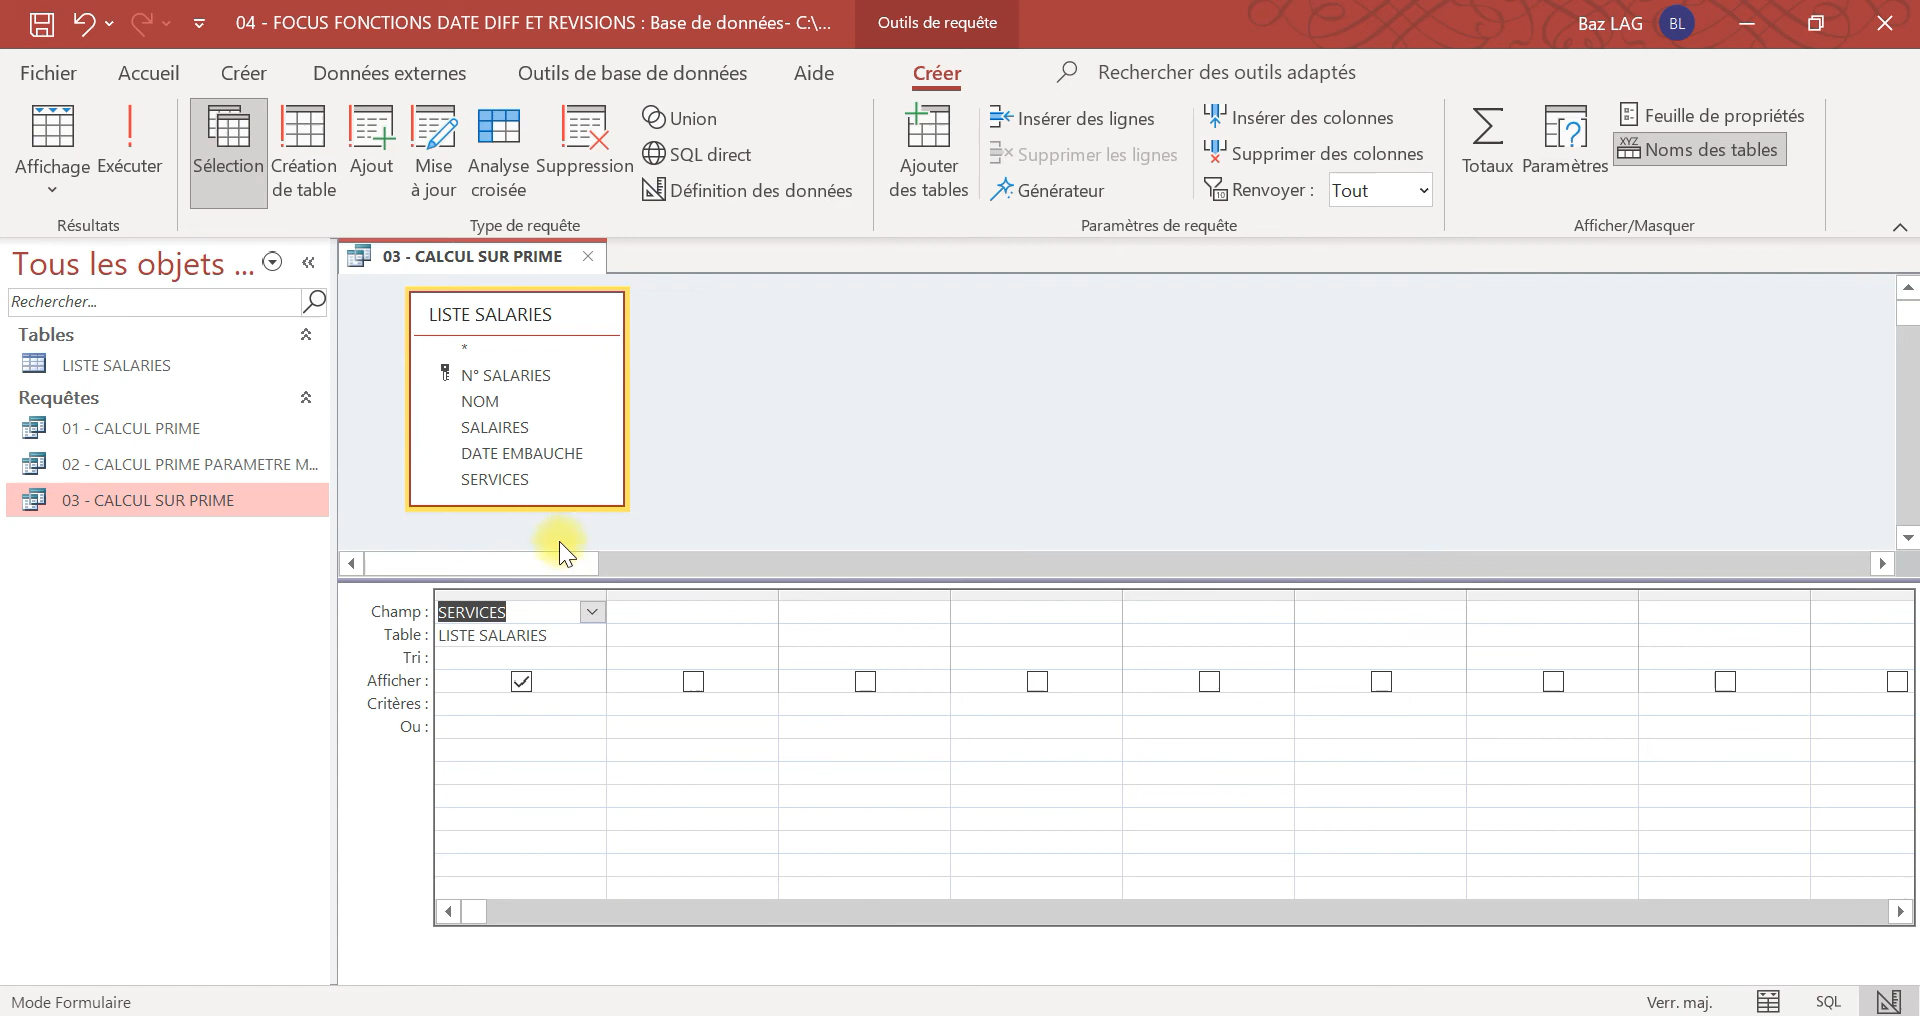 04 - FOCUS FONCTIONS DATE DIFF ET REVISIONS : Base de données- C:\...
Outils de requête
Baz LAG
BL
Fichier
Accueil
Créer
Données externes
Outils de base de données
Aide
Créer
Rechercher des outils adaptés
Affichage
Exécuter
Sélection
Création
de table
Ajout
Mise
à jour
Analyse
croisée
Suppression
Union
SQL direct
Définition des données
Ajouter
des tables
Insérer des lignes
Supprimer les lignes
Générateur
Insérer des colonnes
Supprimer des colonnes
Renvoyer :
Tout
Totaux
Paramètres
Feuille de propriétés
XYZ
Noms des tables
Résultats
Type de requête
Paramètres de requête
Afficher/Masquer
Tous les objets ...
Rechercher...
Tables
LISTE SALARIES
Requêtes
01 - CALCUL PRIME
02 - CALCUL PRIME PARAMETRE M...
03 - CALCUL SUR PRIME
03 - CALCUL SUR PRIME
LISTE SALARIES
*
N° SALARIES
NOM
SALAIRES
DATE EMBAUCHE
SERVICES
Champ : SERVICES
Table : LISTE SALARIES
Tri :
Afficher :
Critères :
Ou :
Mode Formulaire
Verr. maj.
SQL